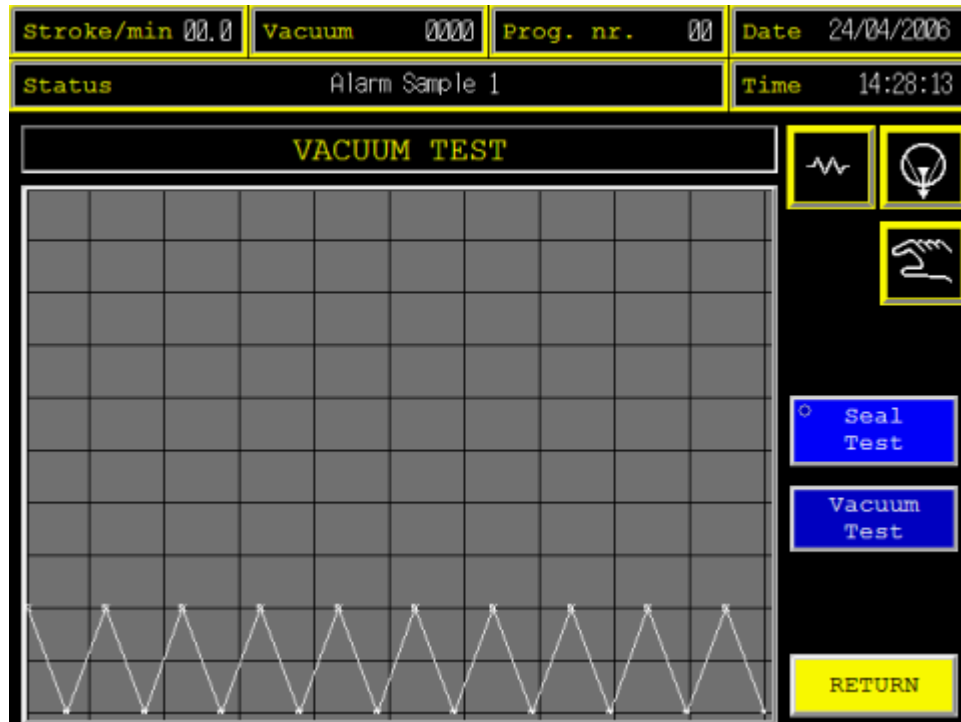 Stroke/min 00.0 Vacuum 0000 Prog. nr. 00 Date 24/04/2006
Status Alarm Sample 1 Time 14:28:13
VACUUM TEST
Seal
Test
Vacuum
Test
RETURN